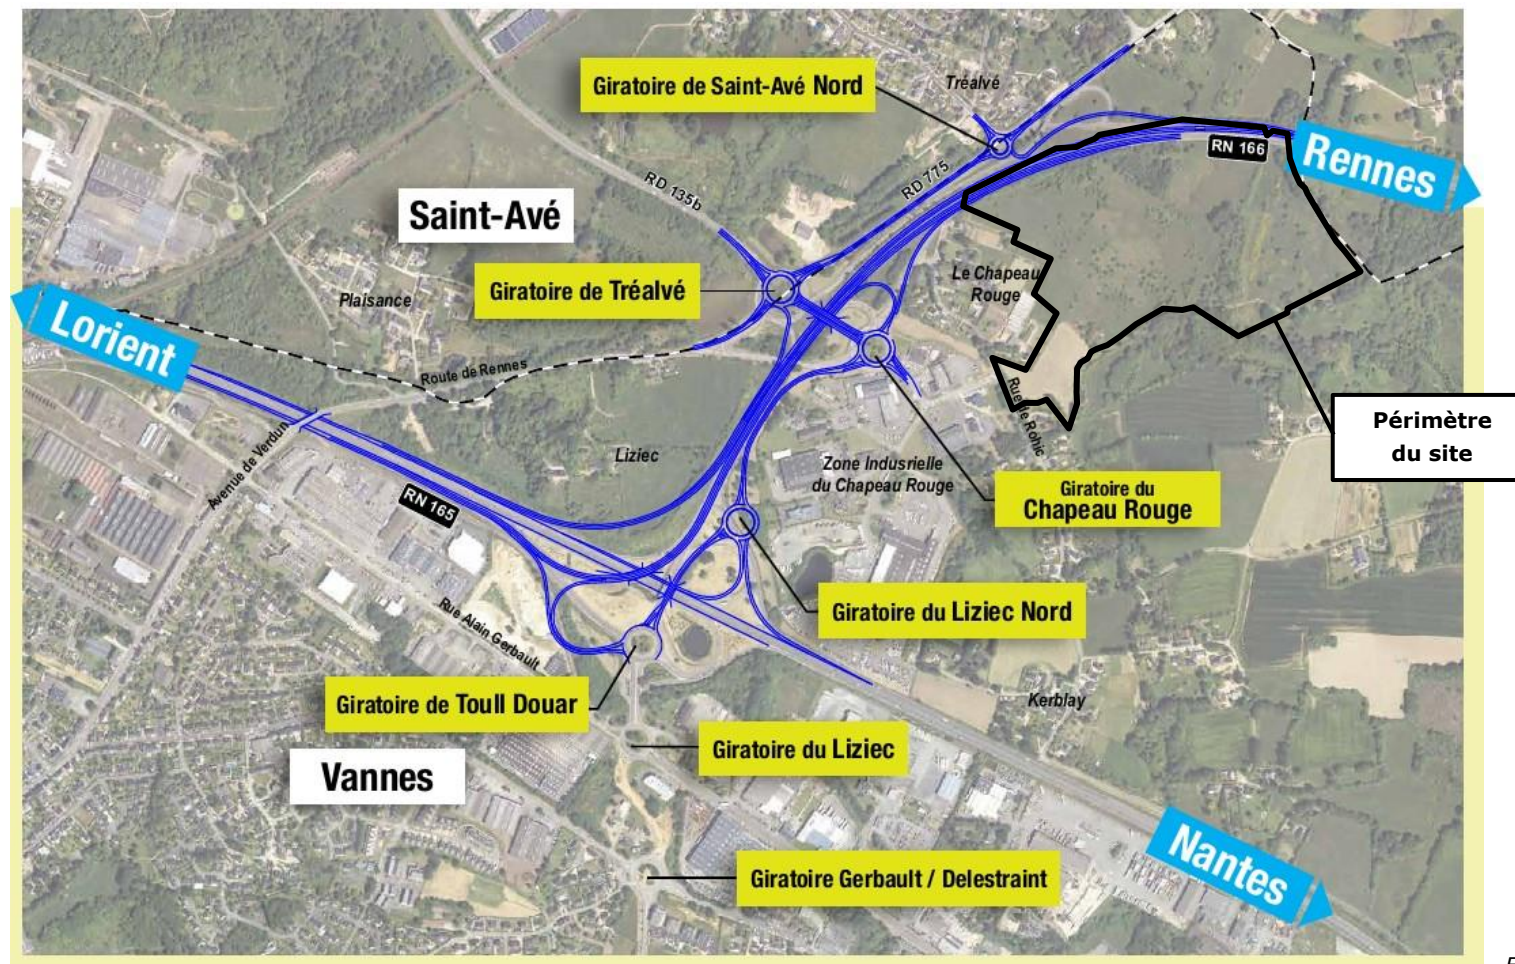 Giratoire de Saint-Avé Nord
Tréalvé
RN 166
Rennes
RD 775
RD 135b
Saint-Avé
Giratoire de Tréalvé
Le Chapeau
Rouge
Plaisance
Lorient
Route de Rennes
Rue de Rohic
Périmètre
du site
Avenue de Verdun
Liziec
Zone Indusrielle
du Chapeau Rouge
RN 165
Giratoire du
Chapeau Rouge
Giratoire du Liziec Nord
Rue Alain Gerbault
Giratoire de Toull Douar
Kerblay
Giratoire du Liziec
Vannes
Nantes
Giratoire Gerbault / Delestraint